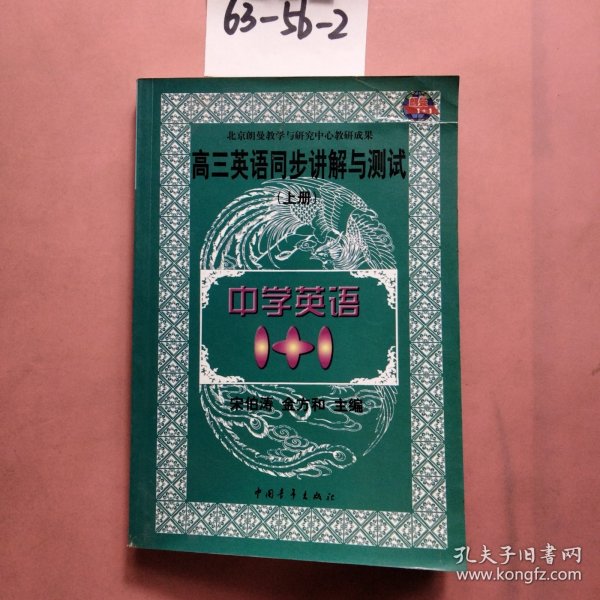 63-5b-2
北京朗曼教学与研究中心教研成果
高三英语同步讲解与测试
(上册)
中学英语
1+1
宋伯涛 金方和 主编
中国青年出版社
孔夫子旧书网
www.kongfz.com